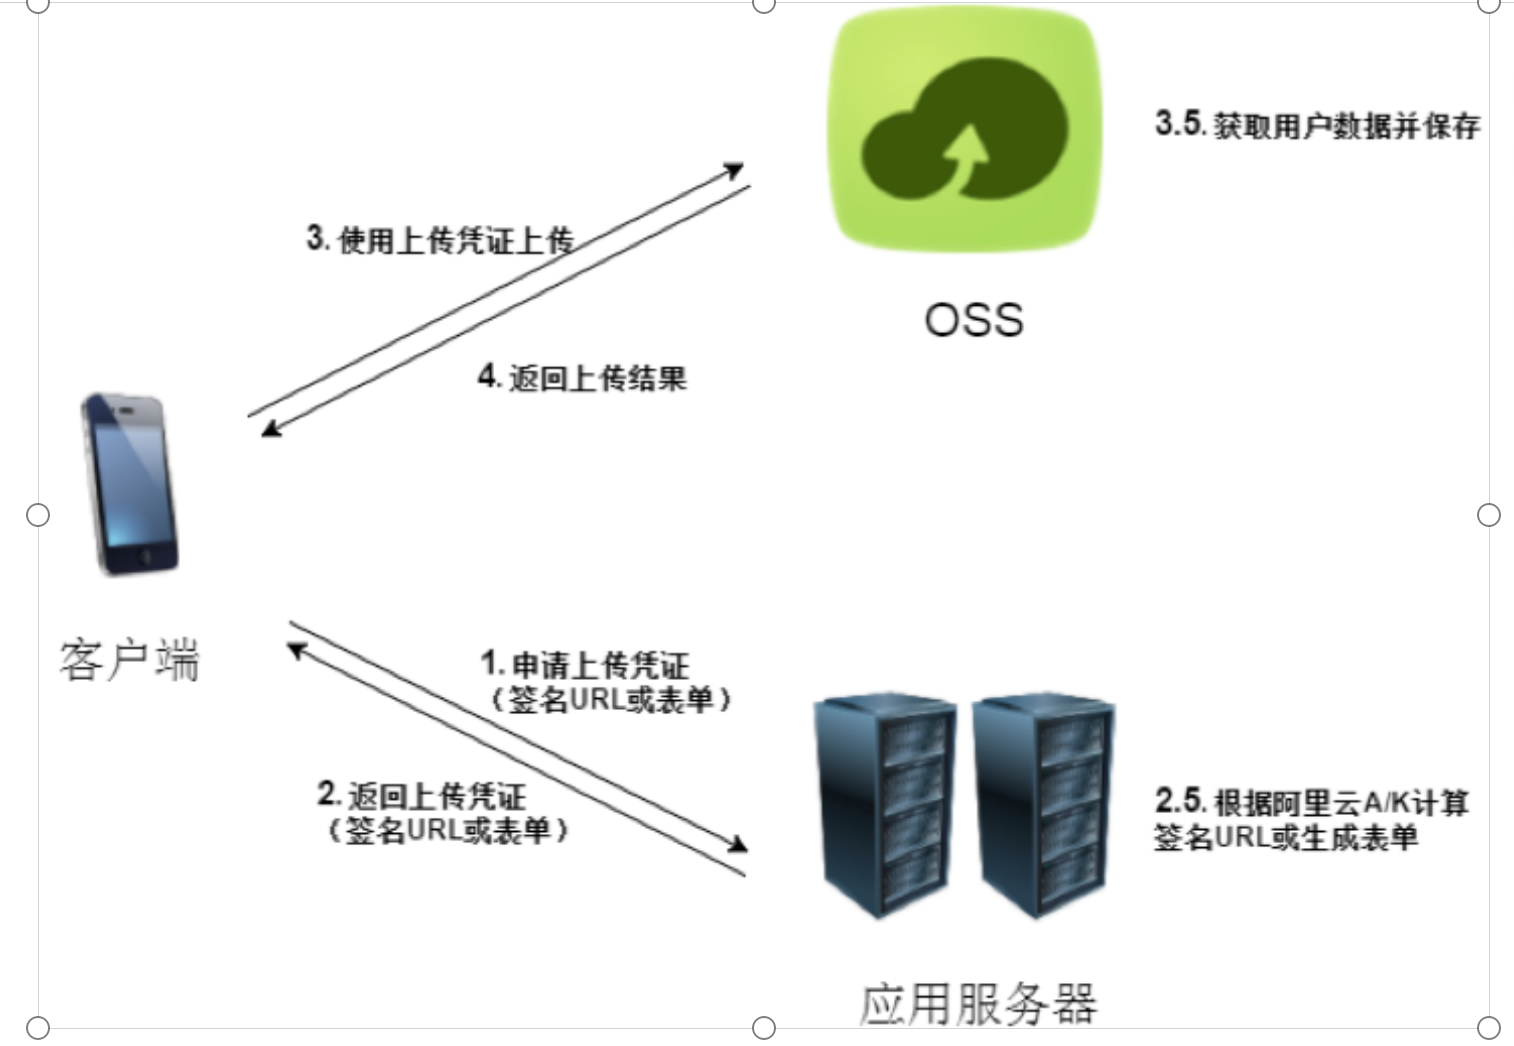 3.5. 获取用户数据并保存
3. 使用上传凭证上传
OSS
4. 返回上传结果
客户端
1. 申请上传凭证
（签名URL或表单）
2. 返回上传凭证
（签名URL或表单）
2.5. 根据阿里云A/K计算
签名URL或生成表单
应用服务器